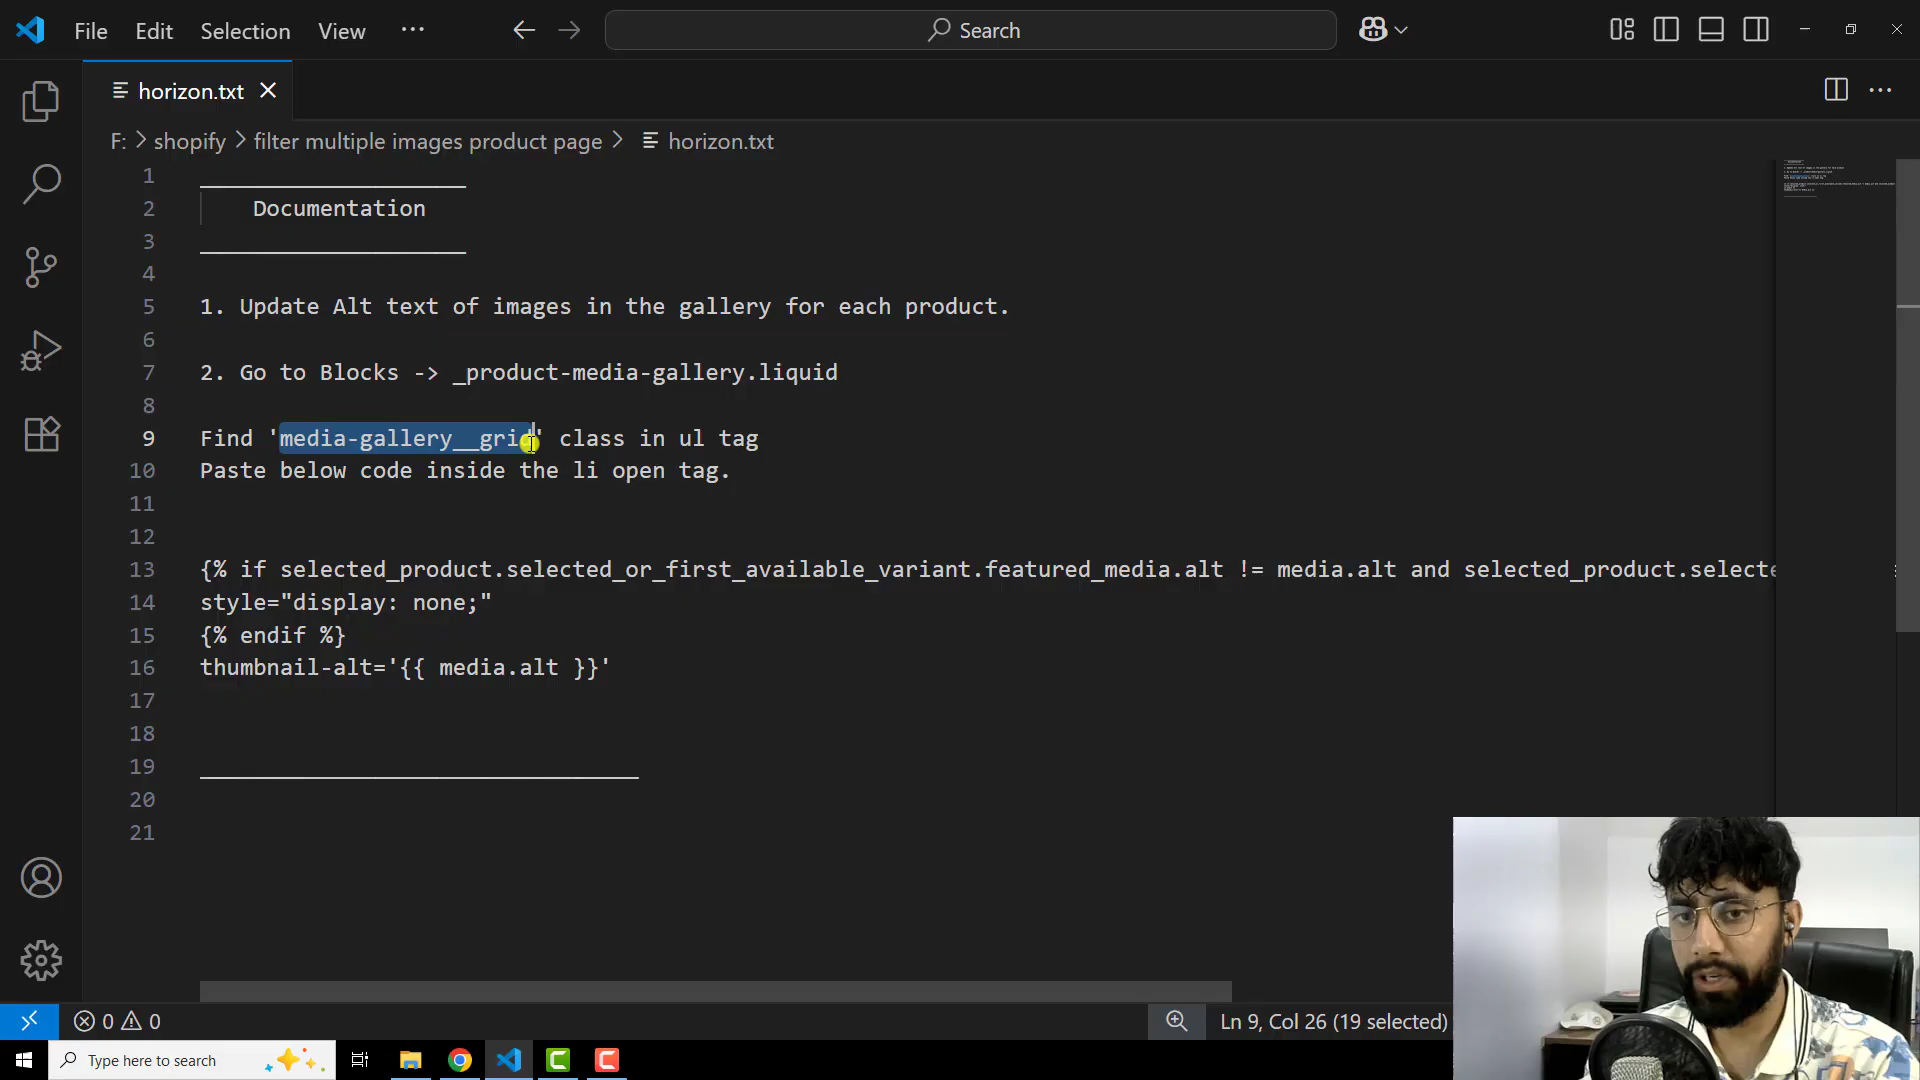 File Edit Selection View ... Search
horizon.txt
F: > shopify > filter multiple images product page > horizon.txt
1
2 Documentation
3
4
5 1. Update Alt text of images in the gallery for each product.
6
7 2. Go to Blocks -> _product-media-gallery.liquid
8
9 Find 'media-gallery__grid' class in ul tag
10 Paste below code inside the li open tag.
11
12
13 {% if selected_product.selected_or_first_available_variant.featured_media.alt != media.alt and selected_product.selecte
14 style="display: none;"
15 {% endif %}
16 thumbnail-alt='{{ media.alt }}'
17
18
19
20
21
0 0 Ln 9, Col 26 (19 selected)
Type here to search